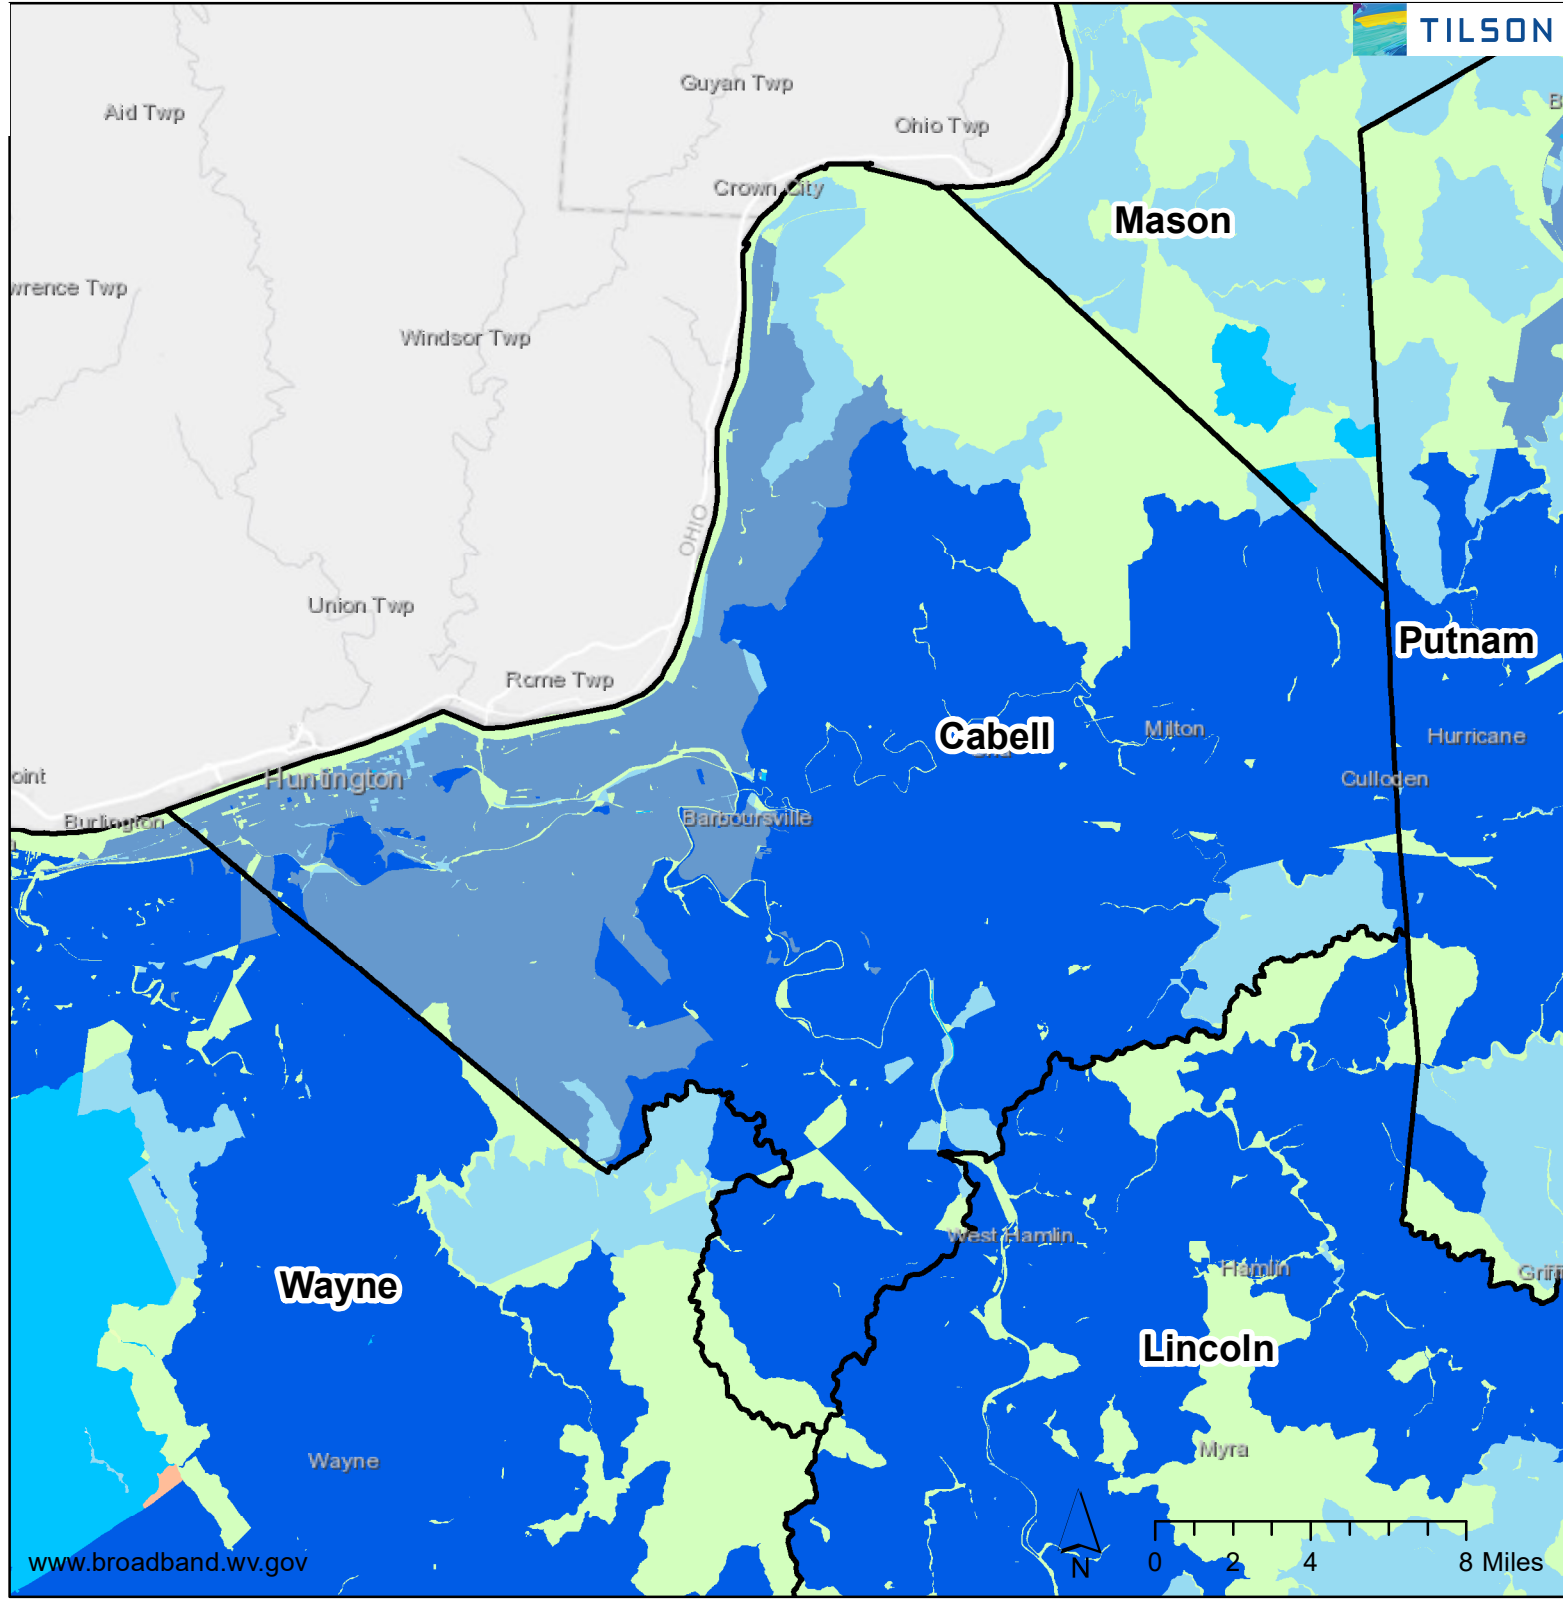 TILSON
Guyan Twp
Aid Twp
Ohio Twp
B
Crown City
Mason
wrence Twp
Windsor Twp
OHIO
Union Twp
Putnam
Rome Twp
Cabell
Milton
Hurricane
oint
Huntington
Culloden
Burlington
Barboursville
West Hamlin
Hamlin
Griffi
Wayne
Lincoln
Myra
Wayne
www.broadband.wv.gov
N
0 2 4 8 Miles